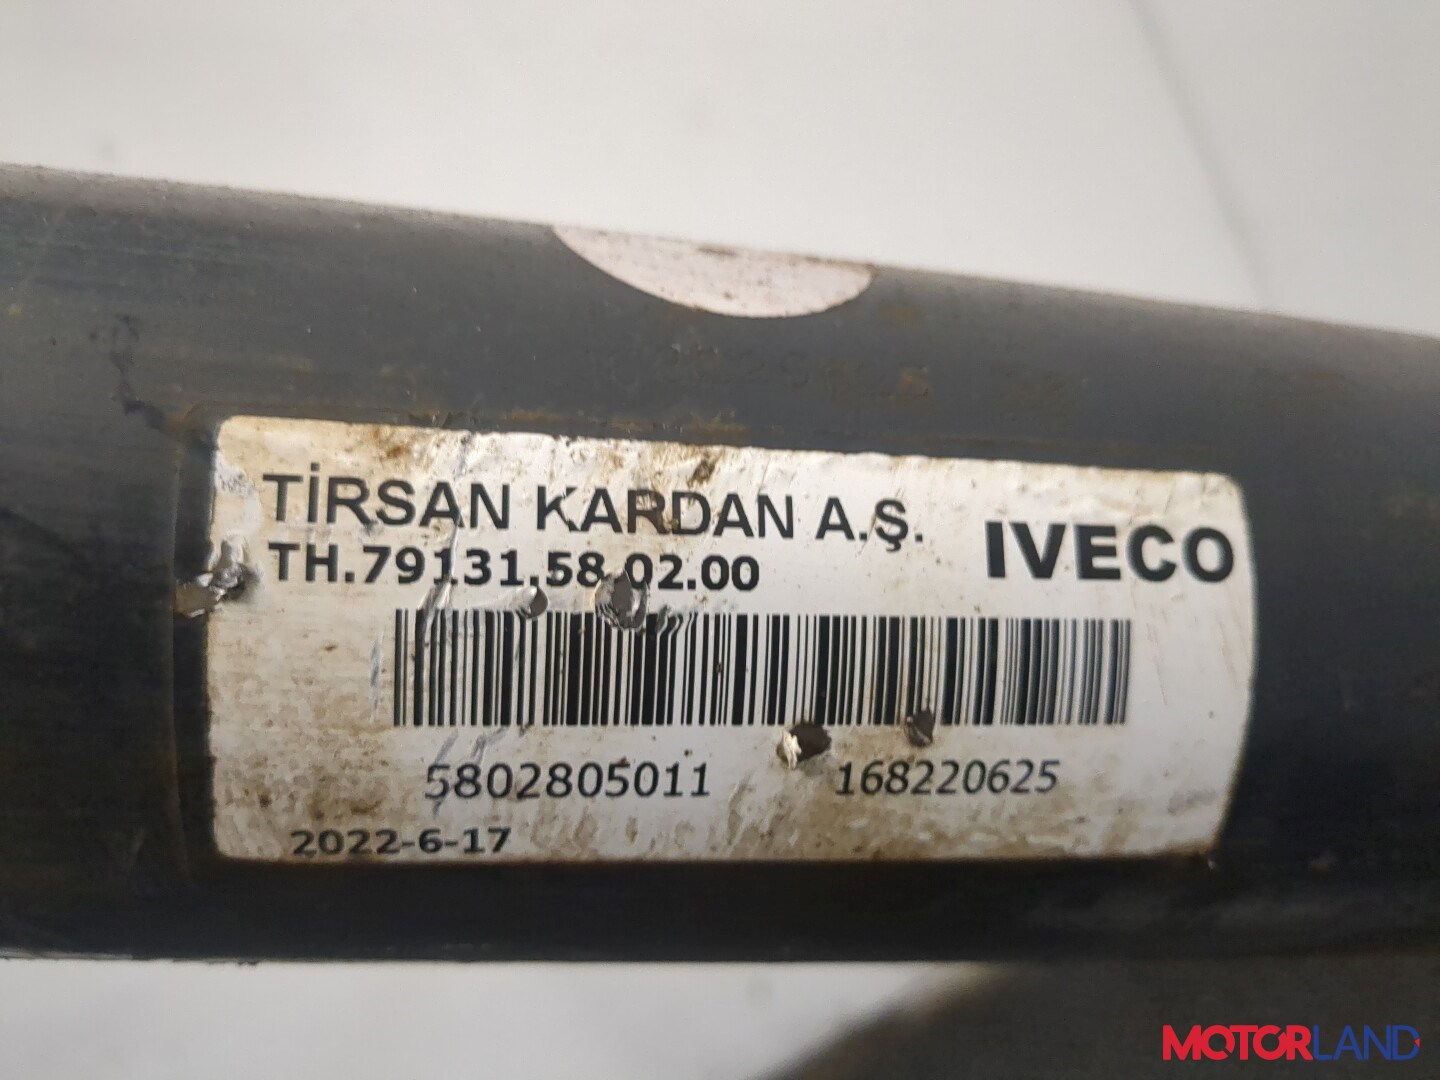 TİRSAN KARDAN A.Ş.
IVECO
TH.79131.58.02.00
5802805011 168220625
2022-6-17
MOTORLAND